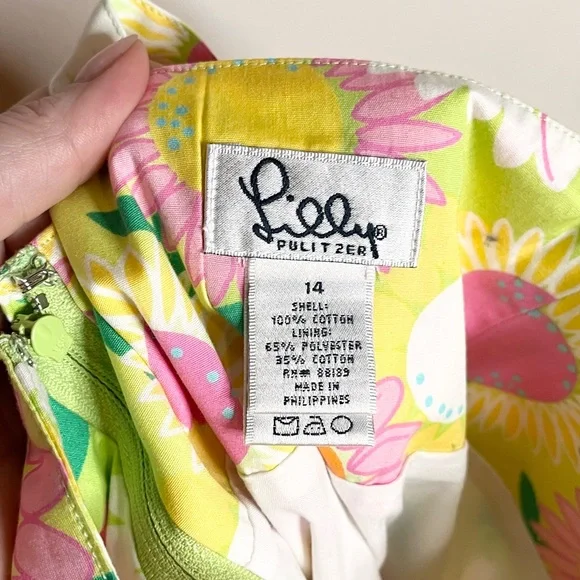 Lilly®
PULITZER
14
SHELL:
100% COTTON
LINING:
65% POLYESTER
35% COTTON
RN# 88189
MADE IN
PHILIPPINES